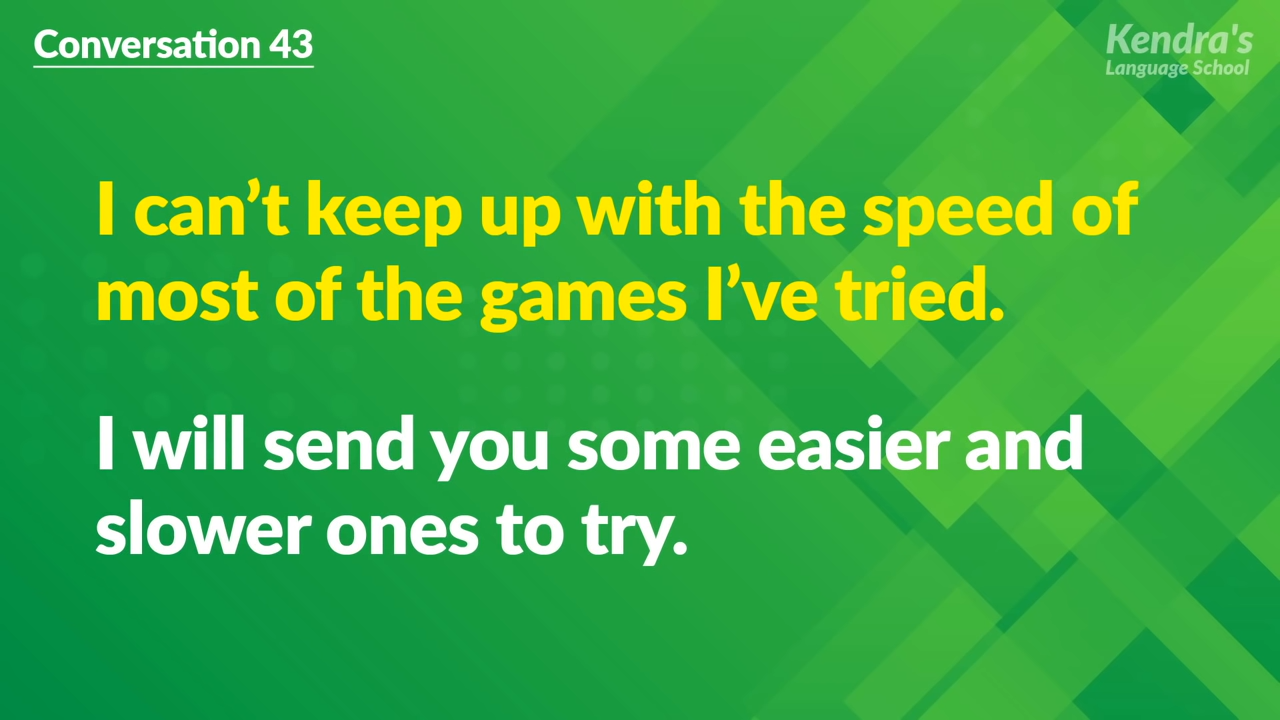 Conversation 43
Kendra's
Language School
I can’t keep up with the speed of
most of the games I’ve tried.
I will send you some easier and
slower ones to try.